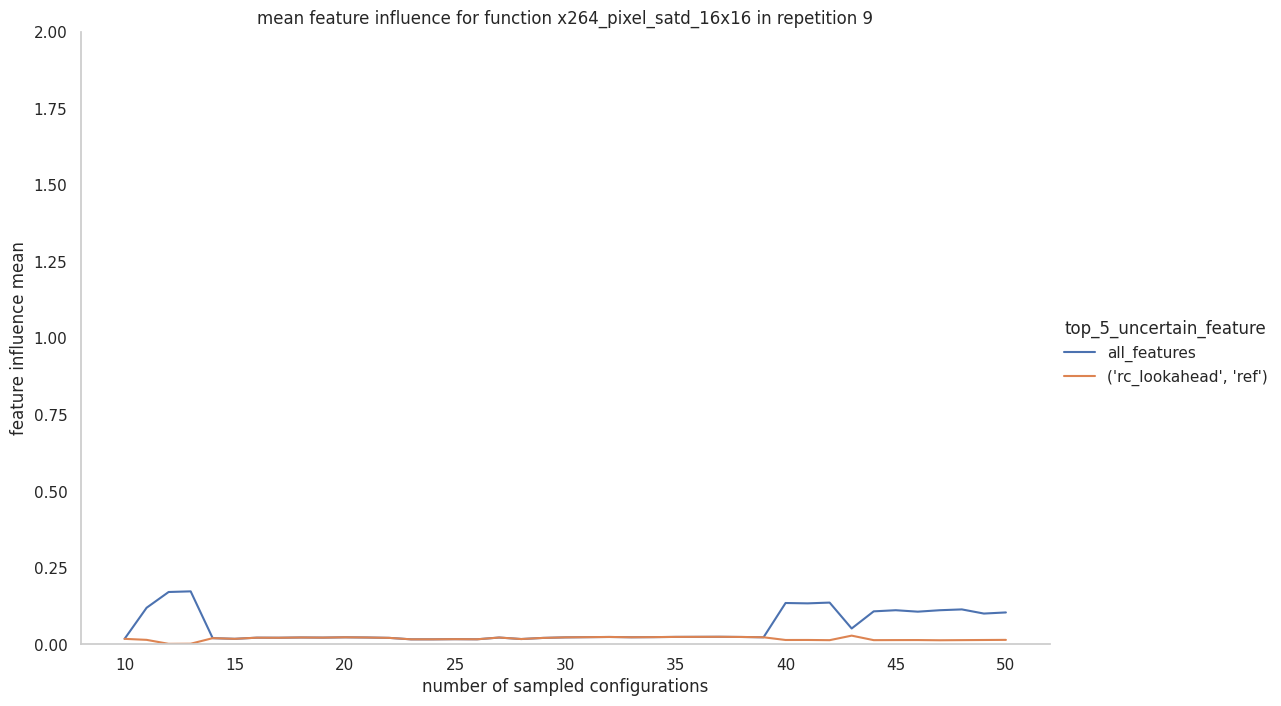 mean feature influence for function x264_pixel_satd_16x16 in repetition 9
2.00
1.75
1.50
1.25
1.00
0.75
0.50
0.25
0.00
feature influence mean
10 15 20 25 30 35 40 45 50
number of sampled configurations
top_5_uncertain_feature
all_features
('rc_lookahead', 'ref')